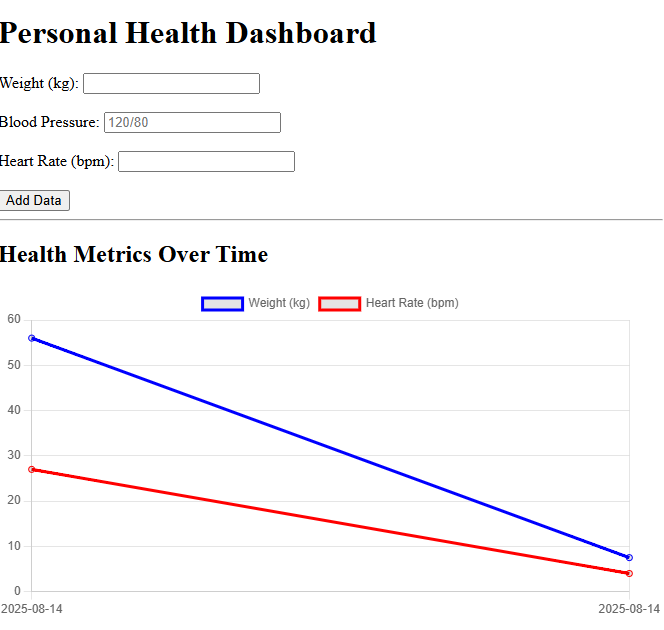 Personal Health Dashboard
Weight (kg):
Blood Pressure: 120/80
Heart Rate (bpm):
Add Data
Health Metrics Over Time
Weight (kg) Heart Rate (bpm)
60
50
40
30
20
10
0
2025-08-14 2025-08-14